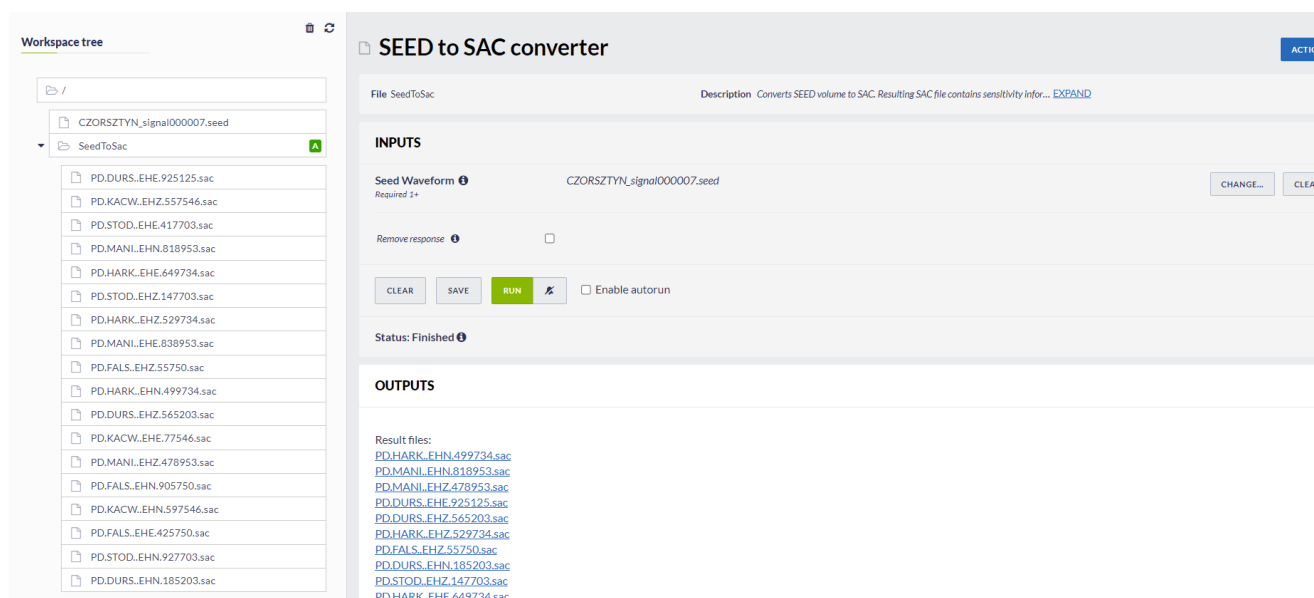 Workspace tree
/
CZORSZTYN_signal000007.seed
SeedToSac A
PD.DURS..EHE.925125.sac
PD.KACW..EHZ.557546.sac
PD.STOD..EHE.417703.sac
PD.MANI..EHN.818953.sac
PD.HARK..EHE.649734.sac
PD.STOD..EHZ.147703.sac
PD.HARK..EHZ.529734.sac
PD.MANI..EHE.838953.sac
PD.FALS..EHZ.55750.sac
PD.HARK..EHN.499734.sac
PD.DURS..EHZ.565203.sac
PD.KACW..EHE.77546.sac
PD.MANI..EHZ.478953.sac
PD.FALS..EHN.905750.sac
PD.KACW..EHN.597546.sac
PD.FALS..EHE.425750.sac
PD.STOD..EHN.927703.sac
PD.DURS..EHN.185203.sac
SEED to SAC converter
ACTIO
File SeedToSac
Description Converts SEED volume to SAC. Resulting SAC file contains sensitivity infor... EXPAND
INPUTS
Seed Waveform CZORSZTYN_signal000007.seed CHANGE... CLEA
Required 1+
Remove response
CLEAR SAVE RUN Enable autorun
Status: Finished
OUTPUTS
Result files:
PD.HARK..EHN.499734.sac
PD.MANI..EHN.818953.sac
PD.MANI..EHZ.478953.sac
PD.DURS..EHE.925125.sac
PD.DURS..EHZ.565203.sac
PD.HARK..EHZ.529734.sac
PD.FALS..EHZ.55750.sac
PD.DURS..EHN.185203.sac
PD.STOD..EHZ.147703.sac
PD.HARK..EHE.649734.sac